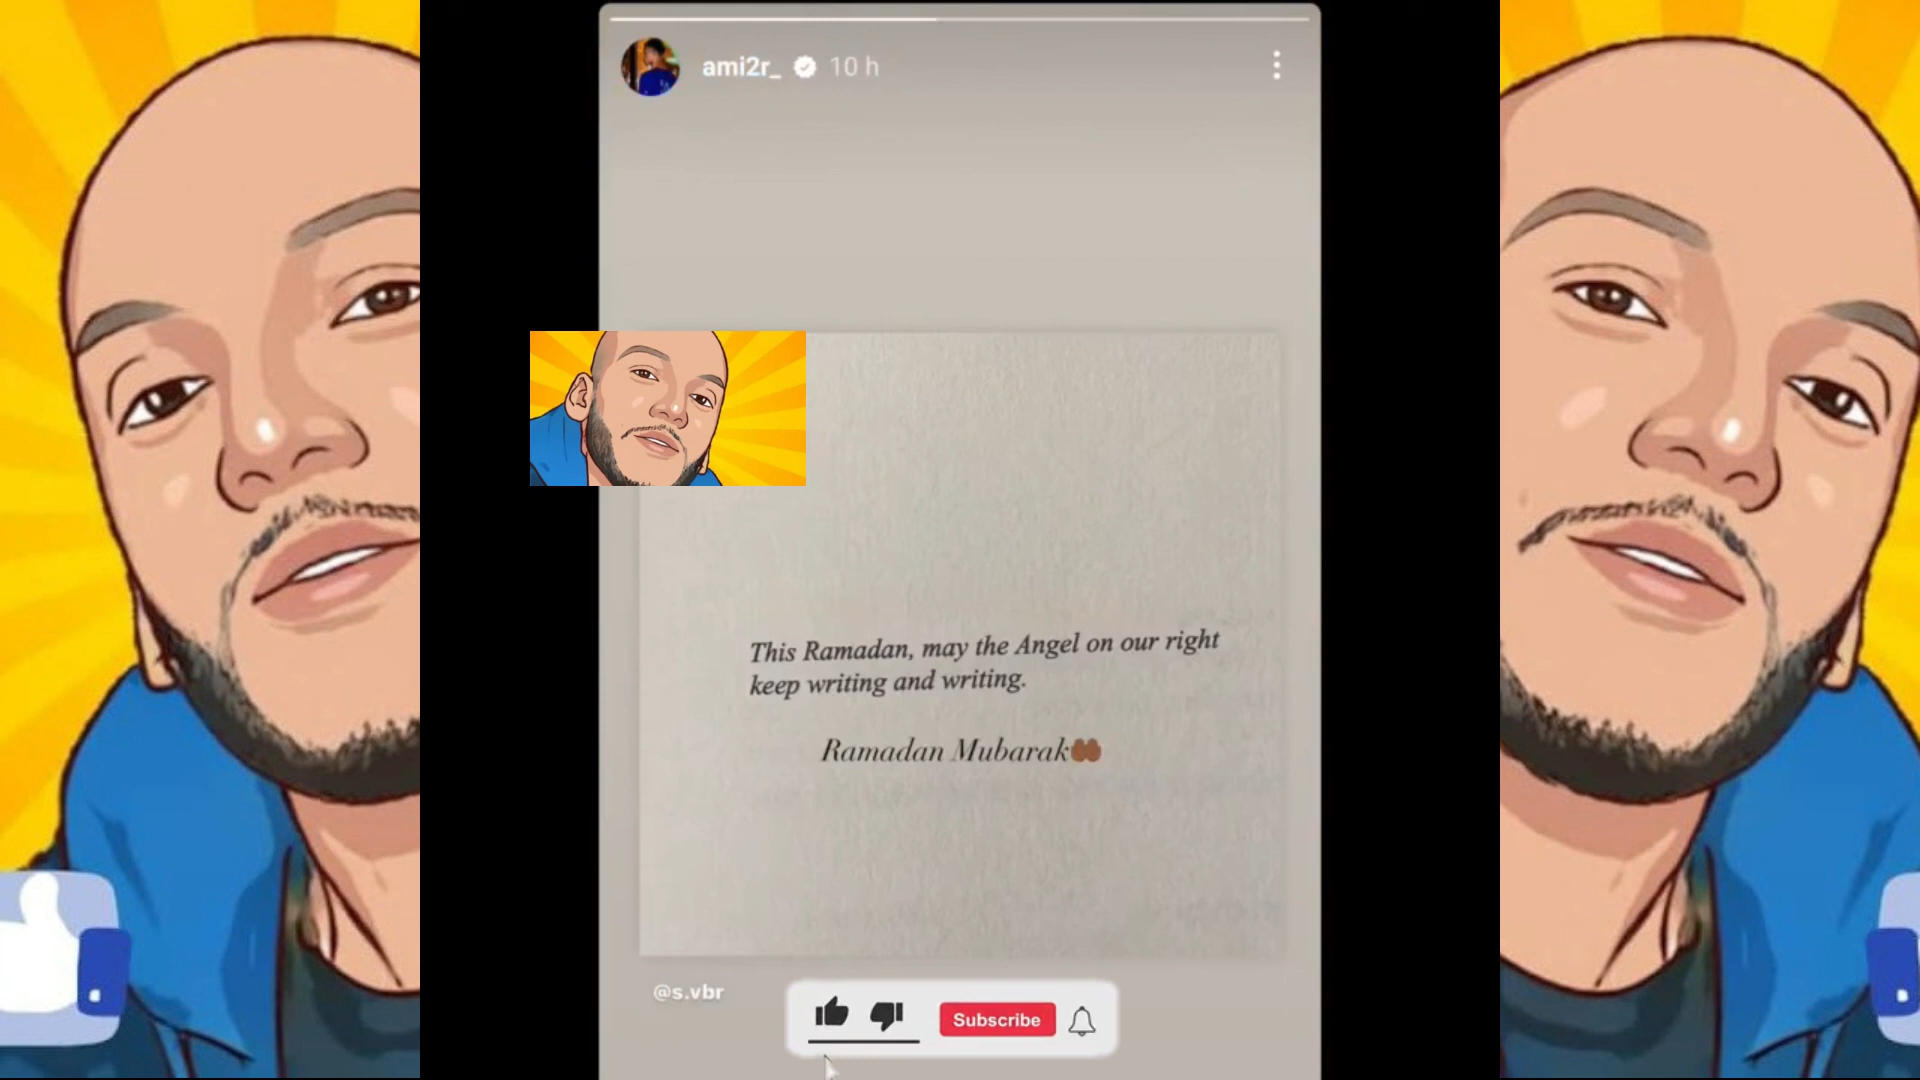 ami2r_ 10 h
This Ramadan, may the Angel on our right
keep writing and writing.
Ramadan Mubarak🤲🏾
@s.vbr
Subscribe